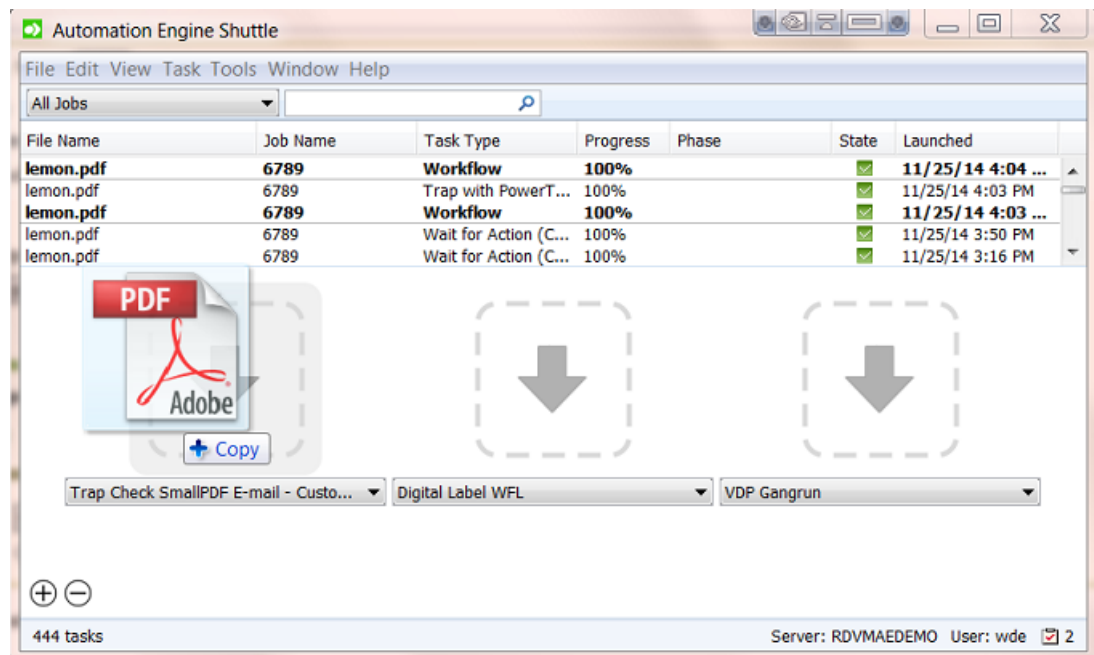 Automation Engine Shuttle
File Edit View Task Tools Window Help
All Jobs
File Name Job Name Task Type Progress Phase State Launched
lemon.pdf 6789 Workflow 100% 11/25/14 4:04 ...
lemon.pdf 6789 Trap with PowerT... 100% 11/25/14 4:03 PM
lemon.pdf 6789 Workflow 100% 11/25/14 4:03 ...
lemon.pdf 6789 Wait for Action (C... 100% 11/25/14 3:50 PM
lemon.pdf 6789 Wait for Action (C... 100% 11/25/14 3:16 PM
PDF
Adobe
Copy
Trap Check SmallPDF E-mail - Custo... Digital Label WFL VDP Gangrun
444 tasks Server: RDVMAEDEMO User: wde 2